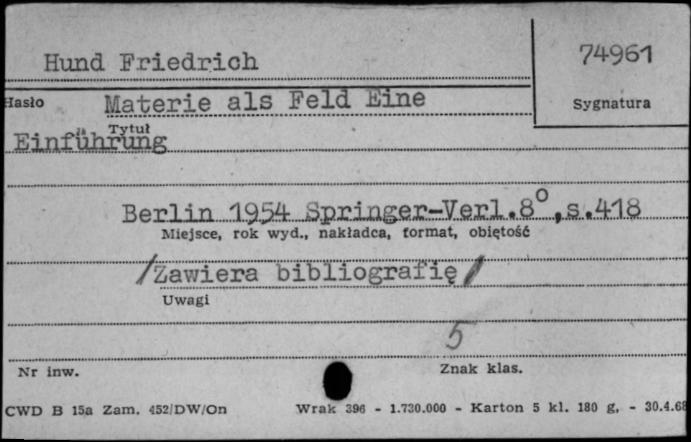 Hund Friedrich
74961
Hasło
Materie als Feld Eine
Sygnatura
Tytuł
Einführung
Berlin 1954 Springer-Verl.8°,s.418
Miejsce, rok wyd., nakładca, format, objętość
/Zawiera bibliografię/
Uwagi
5
Nr inw.
Znak klas.
CWD B 15a Zam. 452/DW/On
Wrak 396 - 1.730.000 - Karton 5 kl. 180 g, - 30.4.68